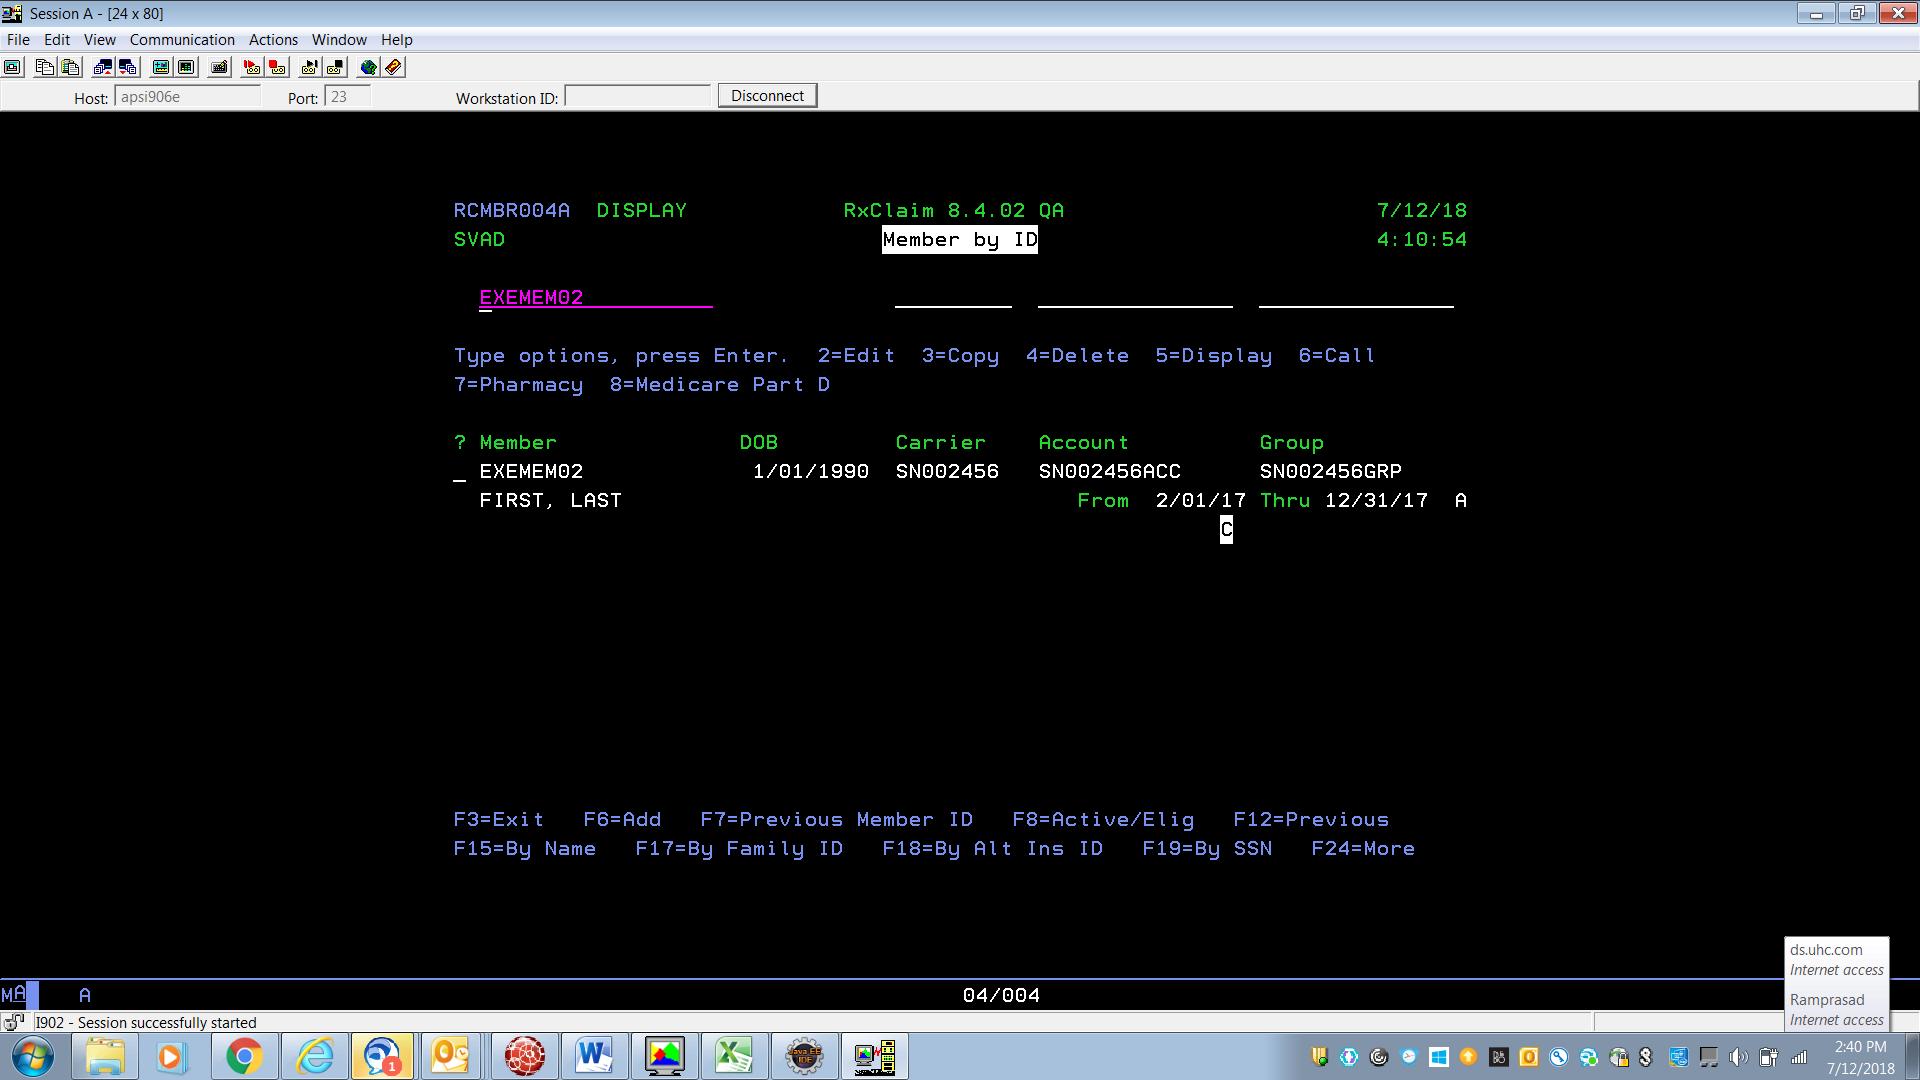 Session A - [24 x 80]
File Edit View Communication Actions Window Help
Host: apsi906e Port: 23 Workstation ID: Disconnect
RCMBR004A DISPLAY RxClaim 8.4.02 QA 7/12/18
SVAD Member by ID 4:10:54
EXEMEM02
Type options, press Enter. 2=Edit 3=Copy 4=Delete 5=Display 6=Call
7=Pharmacy 8=Medicare Part D
? Member DOB Carrier Account Group
_ EXEMEM02 1/01/1990 SN002456 SN002456ACC SN002456GRP
FIRST, LAST From 2/01/17 Thru 12/31/17 A
C
F3=Exit F6=Add F7=Previous Member ID F8=Active/Elig F12=Previous
F15=By Name F17=By Family ID F18=By Alt Ins ID F19=By SSN F24=More
ds.uhc.com
Internet access
Ramprasad
Internet access
MA A 04/004
I902 - Session successfully started
1
Java EE
IDE
2:40 PM
7/12/2018